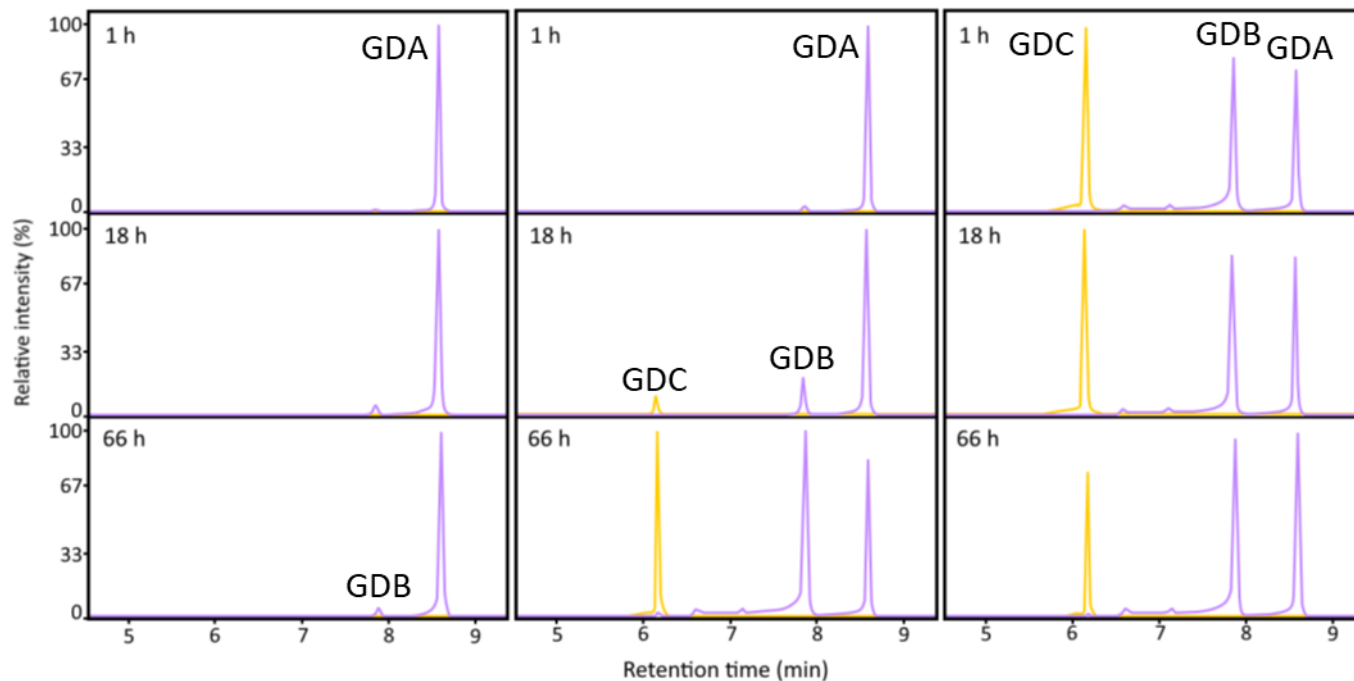 1 h
GDA
1 h
GDA
1 h
GDC
GDB
GDA
100
67
33
0
18 h
18 h
GDC
GDB
18 h
100
67
33
0
66 h
GDB
66 h
66 h
100
67
33
0
Relative intensity (%)
5 6 7 8 9
5 6 7 8 9
5 6 7 8 9
Retention time (min)